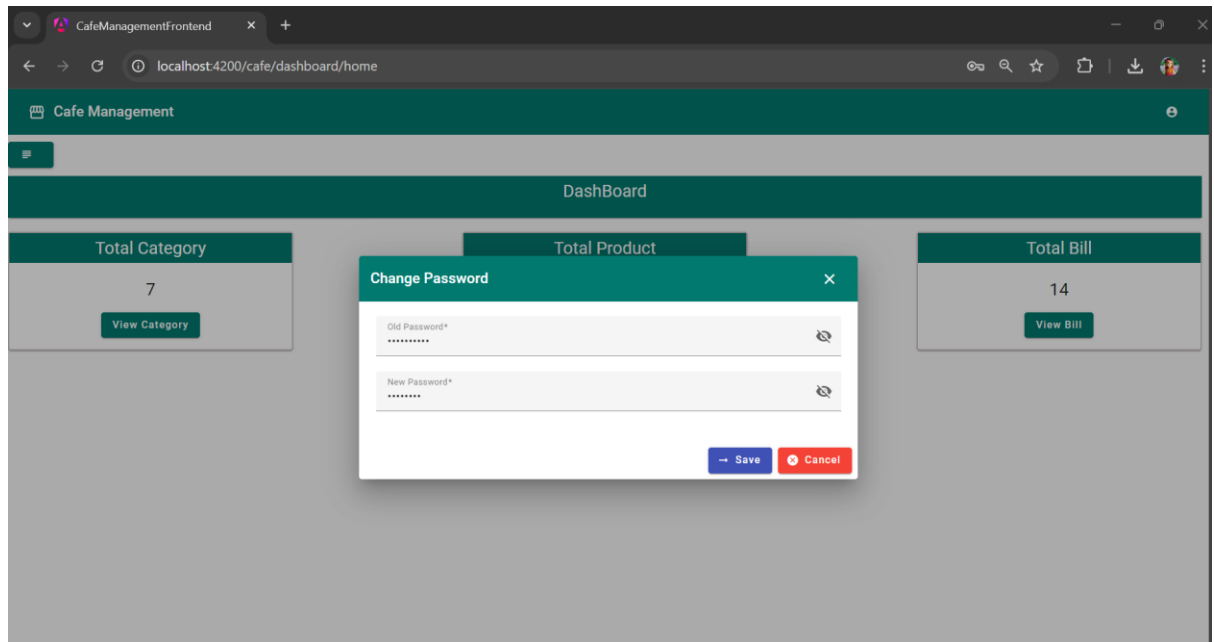 CafeManagementFrontend
localhost:4200/cafe/dashboard/home
Cafe Management
DashBoard
Total Category
Total Product
Total Bill
7
14
View Category
View Bill
Change Password
Old Password*
••••••••••
New Password*
••••••••
Save
Cancel